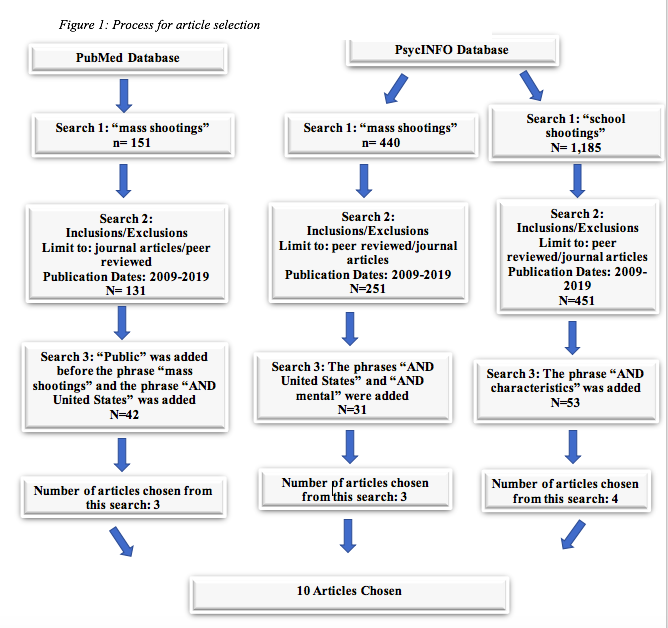 Figure 1: Process for article selection
PubMed Database
Search 1: “mass shootings”
n= 151
Search 2:
Inclusions/Exclusions
Limit to: journal articles/peer
reviewed
Publication Dates: 2009-2019
N= 131
Search 3: “Public” was added
before the phrase “mass
shootings” and the phrase “AND
United States” was added
N=42
Number of articles chosen from
this search: 3
PsycINFO Database
Search 1: “mass shootings”
n= 440
Search 2:
Inclusions/Exclusions
Limit to: peer reviewed/journal
articles
Publication Dates: 2009-2019
N=251
Search 3: The phrases “AND
United States” and “AND
mental” were added
N=31
Number of articles chosen
from this search: 3
Search 1: “school
shootings”
N= 1,185
Search 2:
Inclusions/Exclusions
Limit to: peer
reviewed/journal articles
Publication Dates: 2009-
2019
N=451
Search 3: The phrase “AND
characteristics” was added
N=53
Number of articles chosen
from this search: 4
10 Articles Chosen